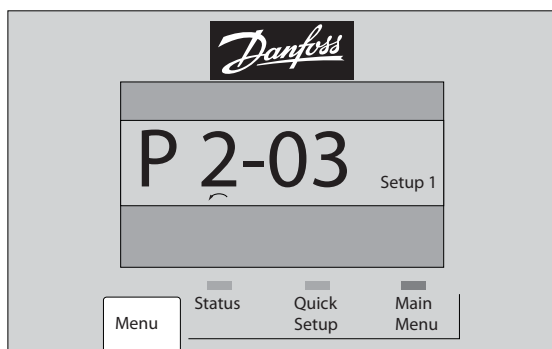 Danfoss
P 2-03 Setup 1
Menu
Status
Quick
Setup
Main
Menu